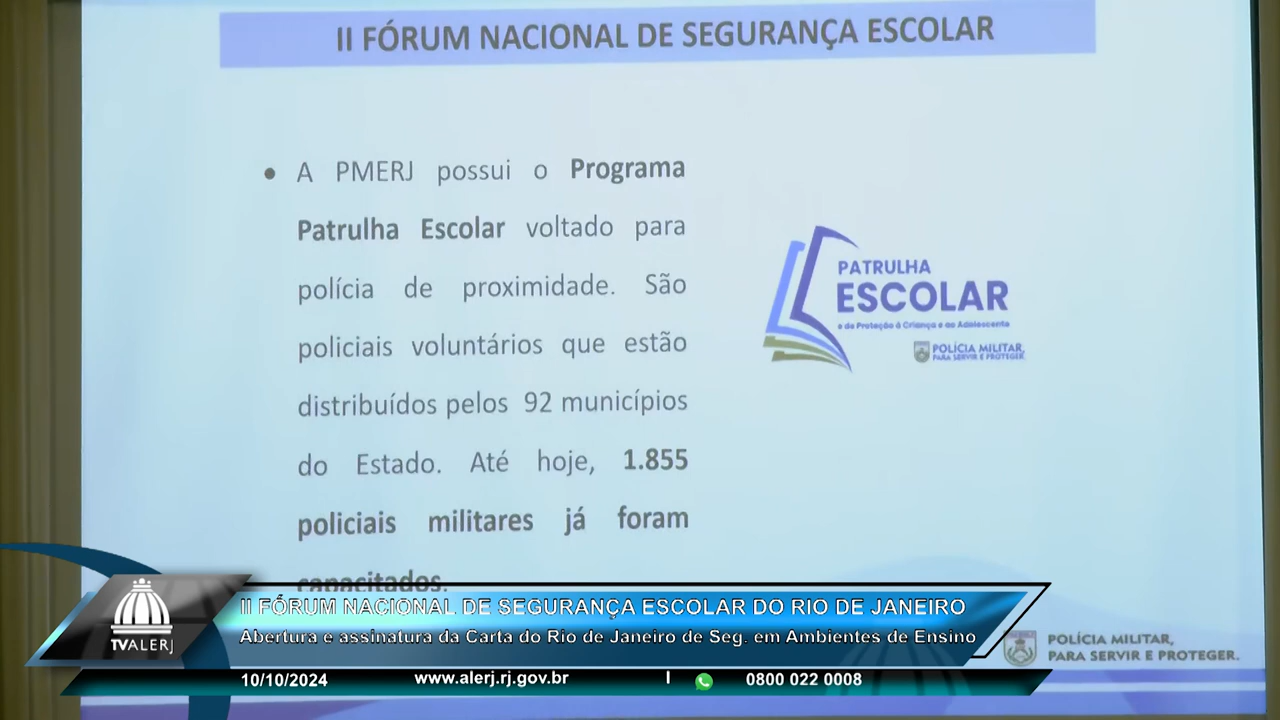 II FÓRUM NACIONAL DE SEGURANÇA ESCOLAR
• A PMERJ possui o Programa
Patrulha Escolar voltado para
polícia de proximidade. São
policiais voluntários que estão
distribuídos pelos 92 municípios
do Estado. Até hoje, 1.855
policiais militares já foram
capacitados.
PATRULHA
ESCOLAR
e de Proteção à Criança e ao Adolescente
POLÍCIA MILITAR,
PARA SERVIR E PROTEGER.
TVALERJ
II FÓRUM NACIONAL DE SEGURANÇA ESCOLAR DO RIO DE JANEIRO
Abertura e assinatura da Carta do Rio de Janeiro de Seg. em Ambientes de Ensino
POLÍCIA MILITAR,
PARA SERVIR E PROTEGER.
10/10/2024 www.alerj.rj.gov.br | 0800 022 0008